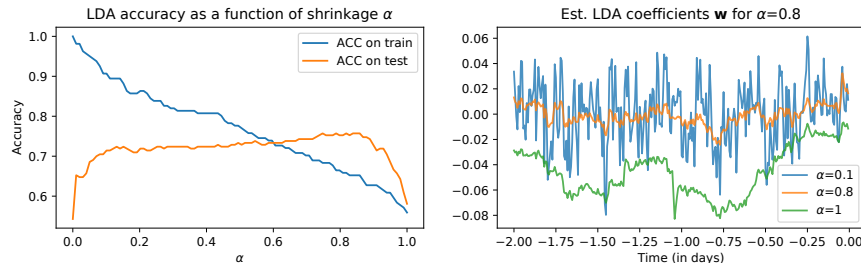 LDA accuracy as a function of shrinkage α
1.0
0.9
0.8
0.7
0.6
Accuracy
0.0
0.2
0.4
0.6
0.8
1.0
α
ACC on train
ACC on test
Est. LDA coefficients w for α=0.8
0.06
0.04
0.02
0.00
−0.02
−0.04
−0.06
−0.08
−2.00
−1.75
−1.50
−1.25
−1.00
−0.75
−0.50
−0.25
0.00
Time (in days)
α=0.1
α=0.8
α=1